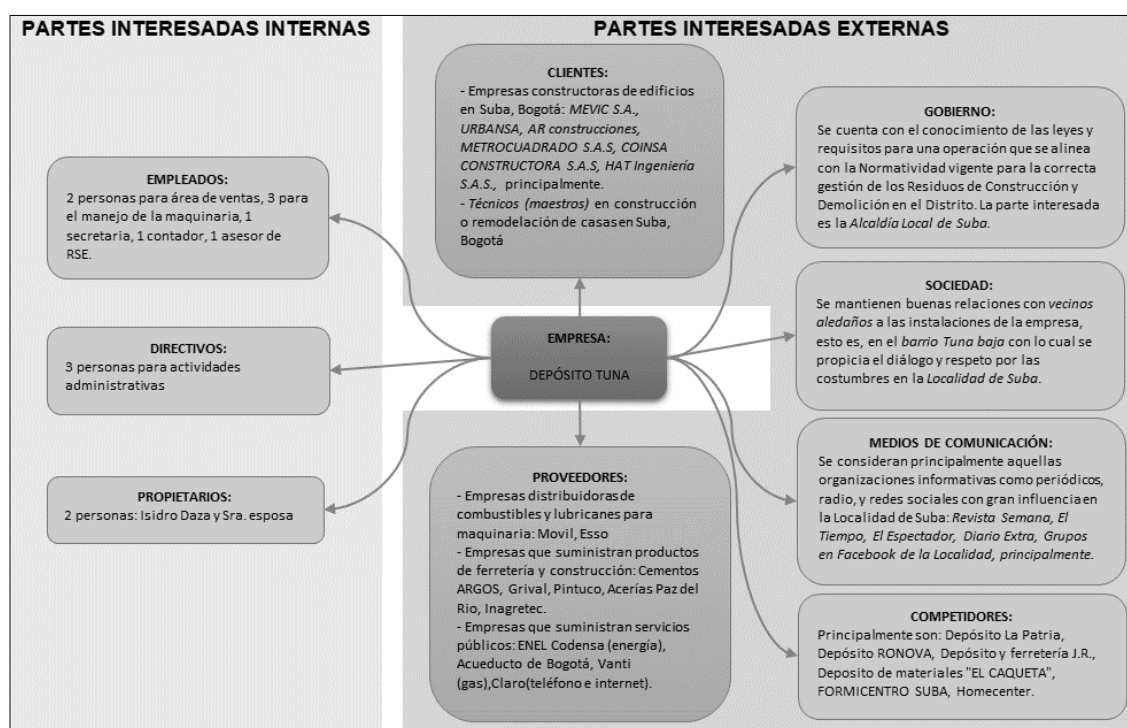 PARTES INTERESADAS INTERNAS
EMPLEADOS:
2 personas para área de ventas, 3 para
el manejo de la maquinaria, 1
secretaria, 1 contador, 1 asesor de
RSE.
DIRECTIVOS:
3 personas para actividades
administrativas
PROPIETARIOS:
2 personas: Isidro Daza y Sra. esposa
PARTES INTERESADAS EXTERNAS
CLIENTES:
- Empresas constructoras de edificios
en Suba, Bogotá: MEVIC S.A.,
URBANSA, AR construcciones,
METROCUADRADO S.A.S, COINSA
CONSTRUCTORA S.A.S, HAT Ingeniería
S.A.S., principalmente.
- Técnicos (maestros) en construcción
o remodelación de casas en Suba,
Bogotá
EMPRESA:
DEPÓSITO TUNA
PROVEEDORES:
- Empresas distribuidoras de
combustibles y lubricanes para
maquinaria: Movil, Esso
- Empresas que suministran productos
de ferretería y construcción: Cementos
ARGOS, Grival, Pintuco, Acerías Paz del
Rio, Inagretec.
- Empresas que suministran servicios
públicos: ENEL Codensa (energía),
Acueducto de Bogotá, Vanti
(gas),Claro(teléfono e internet).
GOBIERNO:
Se cuenta con el conocimiento de las leyes y
requisitos para una operación que se alinea
con la Normatividad vigente para la correcta
gestión de los Residuos de Construcción y
Demolición en el Distrito. La parte interesada
es la Alcaldía Local de Suba.
SOCIEDAD:
Se mantienen buenas relaciones con vecinos
aledaños a las instalaciones de la empresa,
esto es, en el barrio Tuna baja con lo cual se
propicia el diálogo y respeto por las
costumbres en la Localidad de Suba.
MEDIOS DE COMUNICACIÓN:
Se consideran principalmente aquellas
organizaciones informativas como periódicos,
radio, y redes sociales con gran influencia en
la Localidad de Suba: Revista Semana, El
Tiempo, El Espectador, Diario Extra, Grupos
en Facebook de la Localidad, principalmente.
COMPETIDORES:
Principalmente son: Depósito La Patria,
Depósito RONOVA, Depósito y ferretería J.R.,
Deposito de materiales "EL CAQUETA",
FORMICENTRO SUBA, Homecenter.